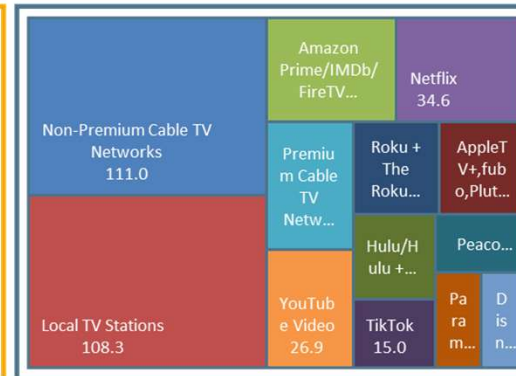 Non-Premium Cable TV
Networks
111.0
Local TV Stations
108.3
Amazon
Prime/IMDb/
FireTV...
Netflix
34.6
Premiu
m Cable
TV
Netw...
Roku +
The
Roku...
AppleT
V+,fub
o,Plut...
Hulu/H
ulu +...
Peaco...
YouTub
e Video
26.9
TikTok
15.0
Pa
ra
m...
D
is
n...